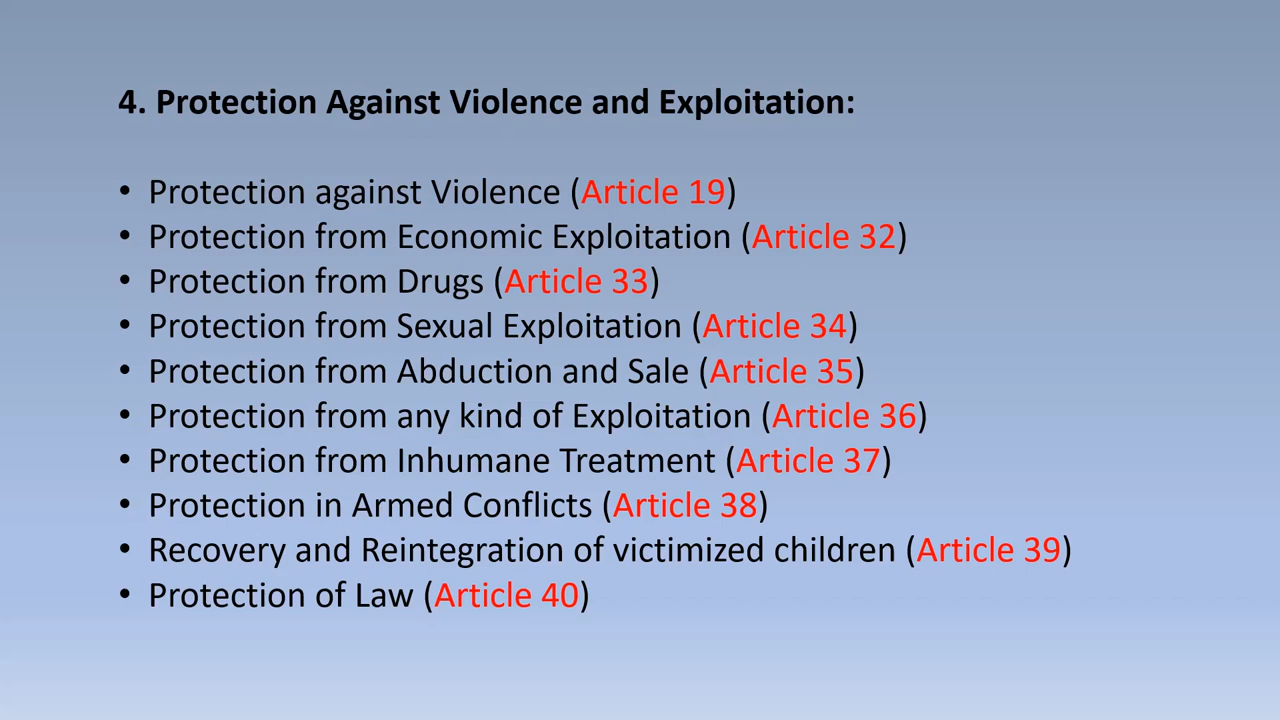 4. Protection Against Violence and Exploitation:
• Protection against Violence (Article 19)
• Protection from Economic Exploitation (Article 32)
• Protection from Drugs (Article 33)
• Protection from Sexual Exploitation (Article 34)
• Protection from Abduction and Sale (Article 35)
• Protection from any kind of Exploitation (Article 36)
• Protection from Inhumane Treatment (Article 37)
• Protection in Armed Conflicts (Article 38)
• Recovery and Reintegration of victimized children (Article 39)
• Protection of Law (Article 40)